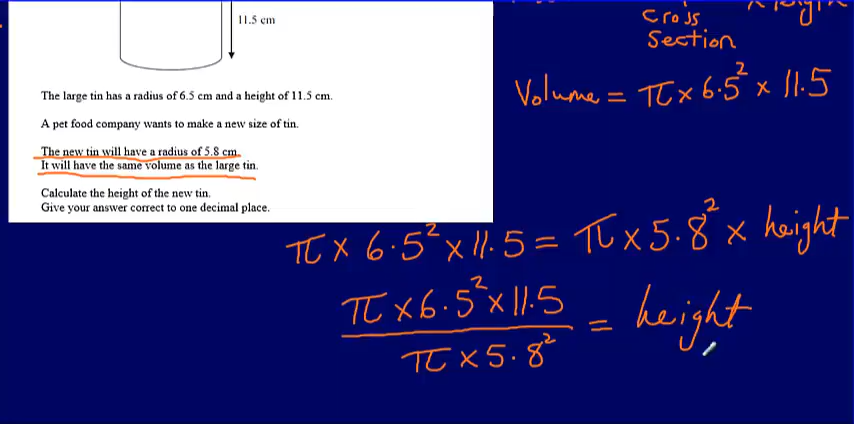 11.5 cm
Cross
Section
The large tin has a radius of 6.5 cm and a height of 11.5 cm.
Volume = π × 6.5² × 11.5
A pet food company wants to make a new size of tin.
The new tin will have a radius of 5.8 cm.
It will have the same volume as the large tin.
Calculate the height of the new tin.
Give your answer correct to one decimal place.
π × 6.5² × 11.5 = π × 5.8² × height
π × 6.5² × 11.5
= height
π × 5.8²